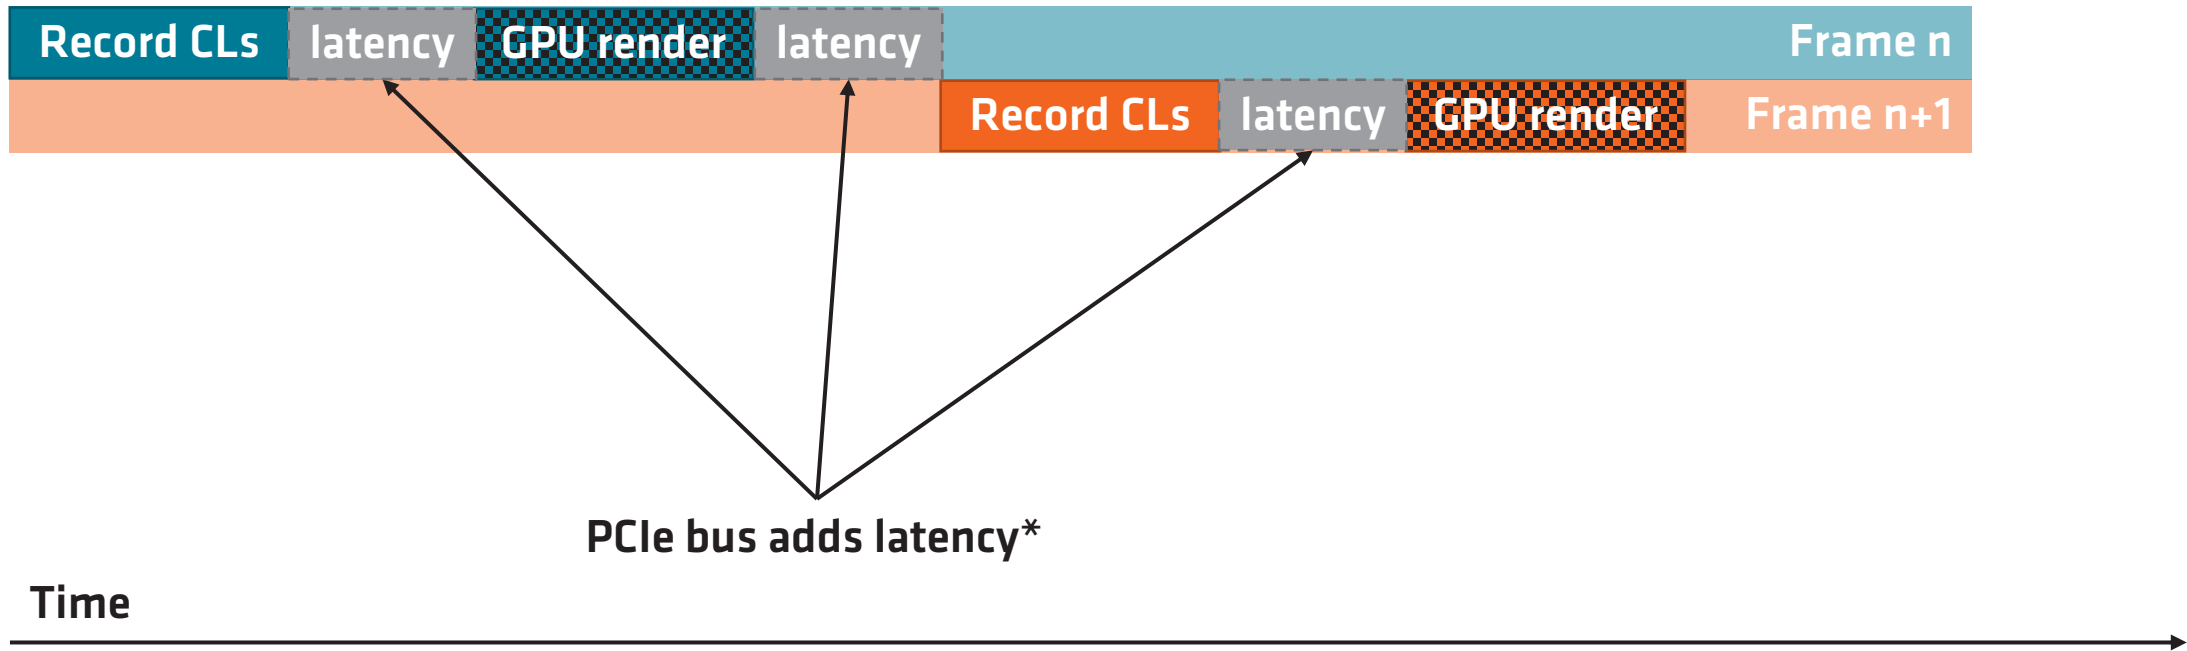 Record CLs latency GPU render latency Frame n
Record CLs latency GPU render Frame n+1
PCIe bus adds latency*
Time